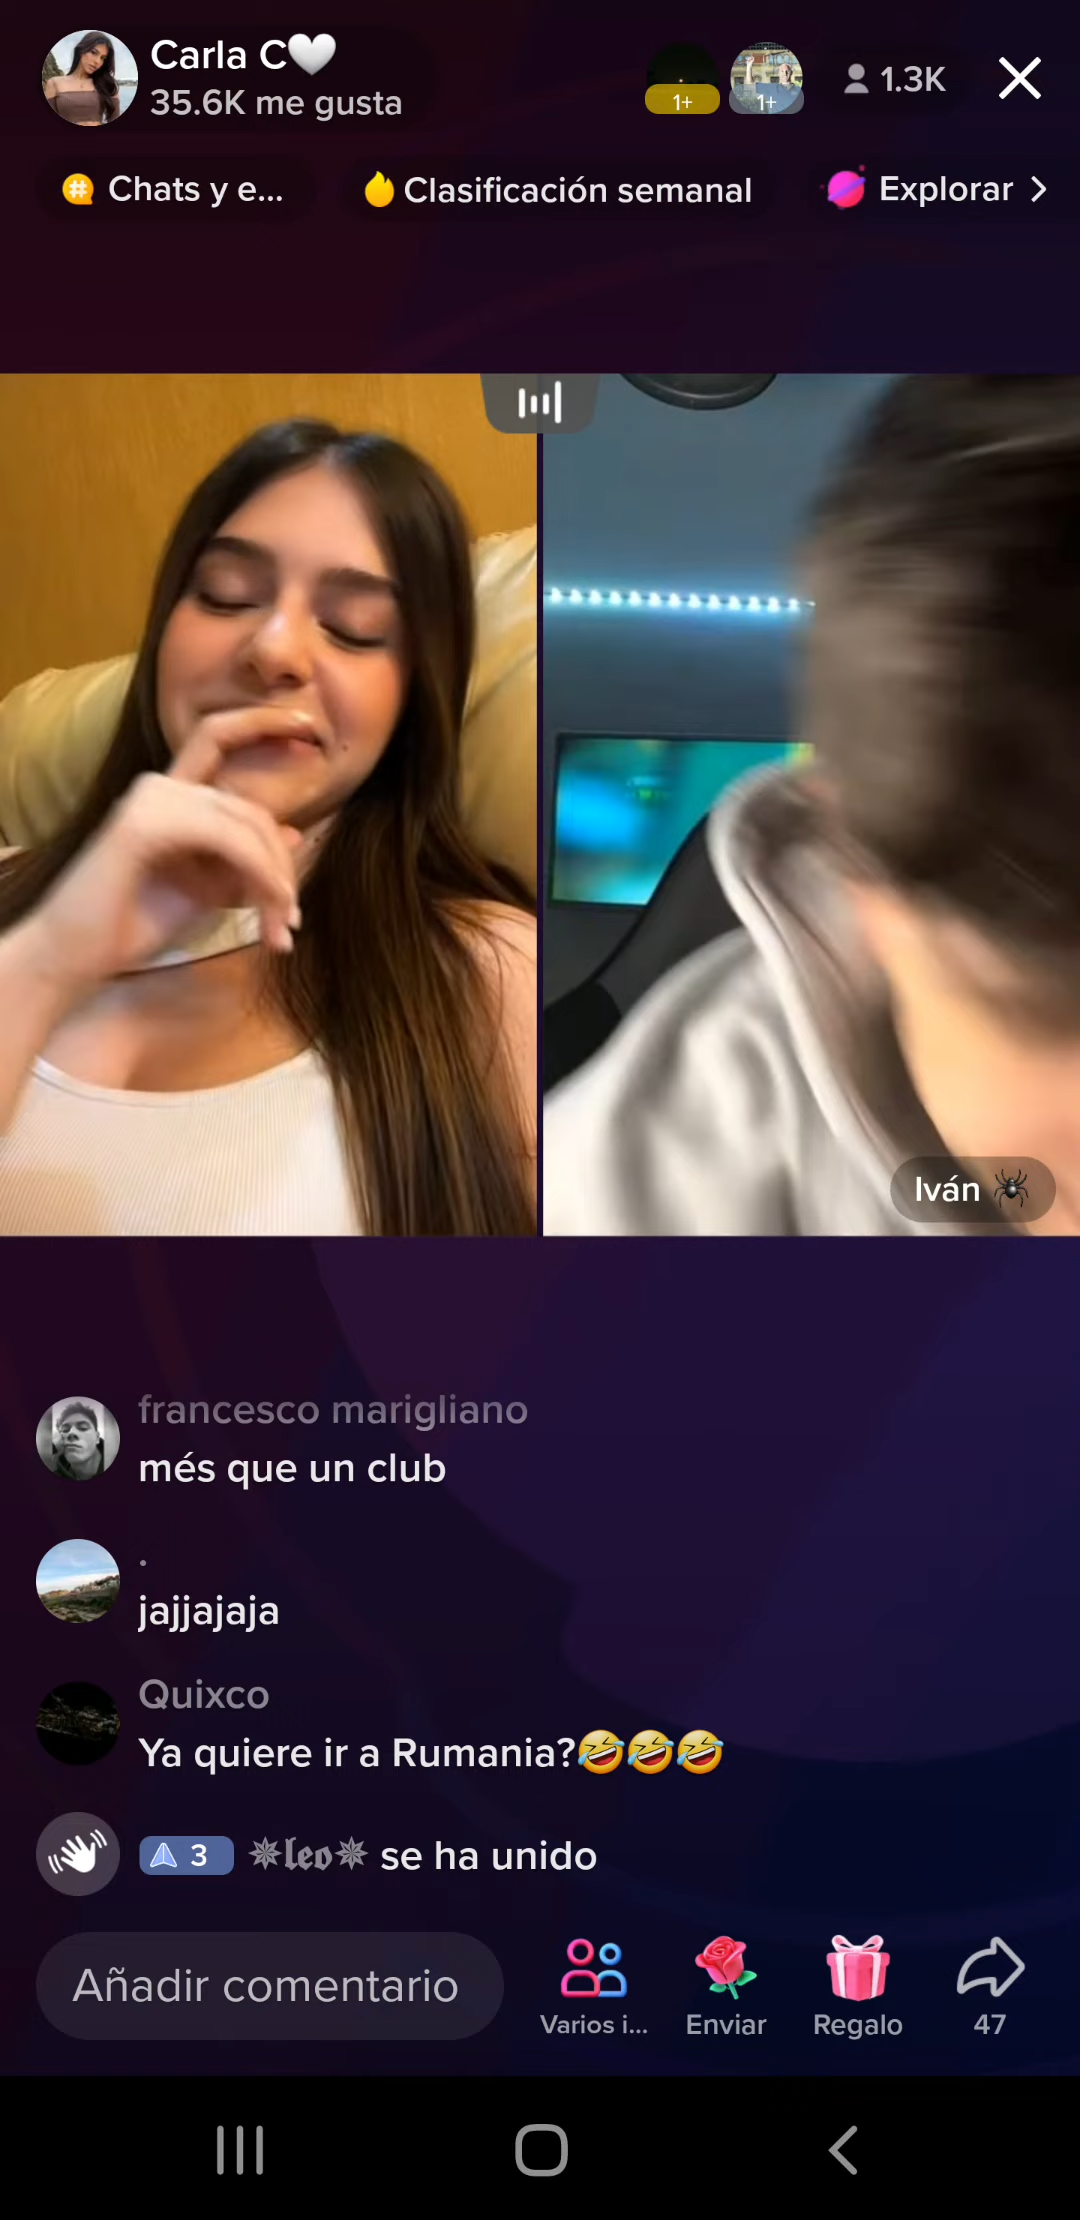 Carla C🤍
35.6K me gusta
1+
1+
1.3K
Chats y e...
Clasificación semanal
Explorar
Iván 🕷️
francesco marigliano
més que un club
.
jajjajaja
Quixco
Ya quiere ir a Rumania?🤣🤣🤣
3 ✵𝖑𝖊𝖔✵ se ha unido
Añadir comentario
Varios i...
Enviar
Regalo
47